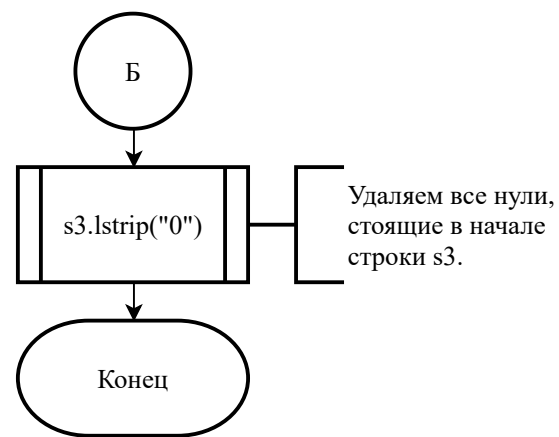 Б
s3.lstrip("0")
Удаляем все нули,
стоящие в начале
строки s3.
Конец